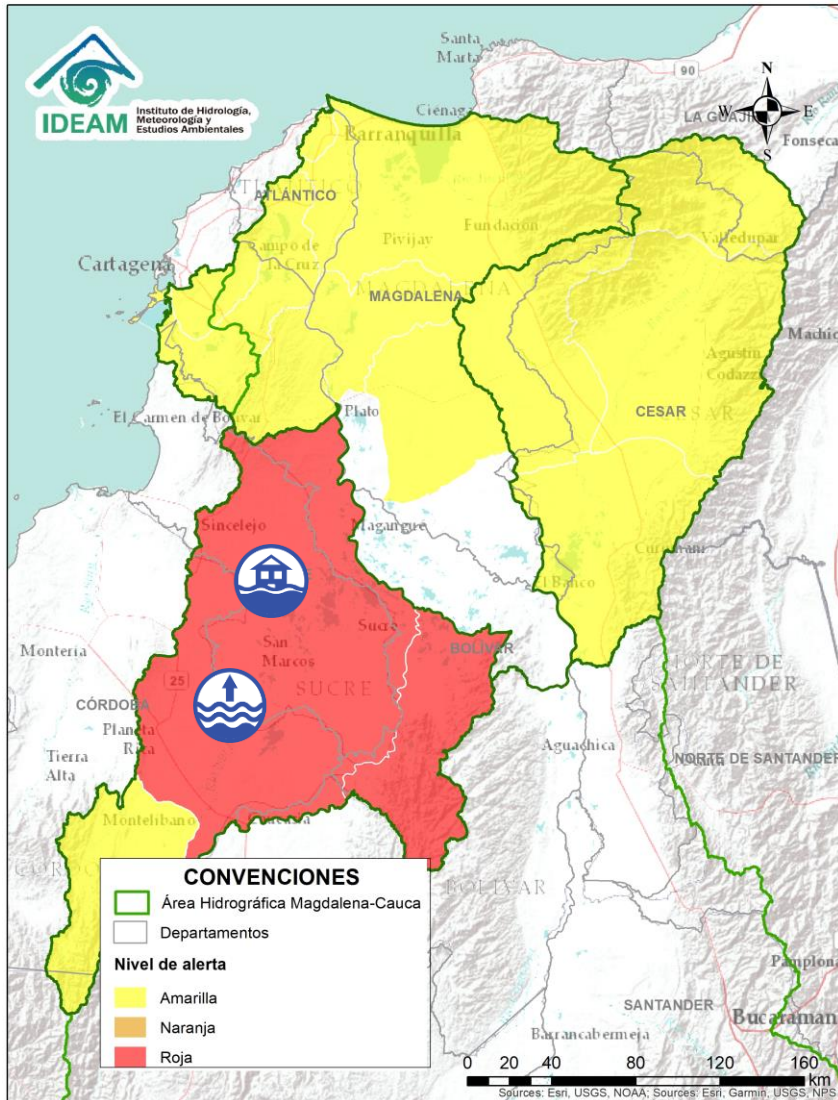 IDEAM
Instituto de Hidrología,
Meteorología y
Estudios Ambientales
Santa
Marta
90
N
W
E
S
LA GUAJI
Fonseca
Ciénaga
Barranquilla
ATLÁNTICO
Cartagena
Campo de
la Cruz
Pivijay
Fundación
Valledupar
MAGDALENA
Agustín
Codazzi
CESAR
El Carmen de Bolívar
Plato
Sincelejo
Magangue
El Banco
Montería
Sucre
San
Marcos
BOLÍVAR
25
SUCRE
CÓRDOBA
Planeta
Rica
Tierra
Alta
NORTE DE
SANTANDER
Aguachica
NORTE DE SANTANDER
Montelibano
BOLÍVAR
CONVENCIONES
Área Hidrográfica Magdalena-Cauca
Departamentos
Nivel de alerta
Amarilla
Naranja
Roja
Pamplona
SANTANDER
Bucaraman
Barrancabermeja
0 20 40 80 120 160
km
Sources: Esri, USGS, NOAA; Sources: Esri, Garmin, USGS, NPS